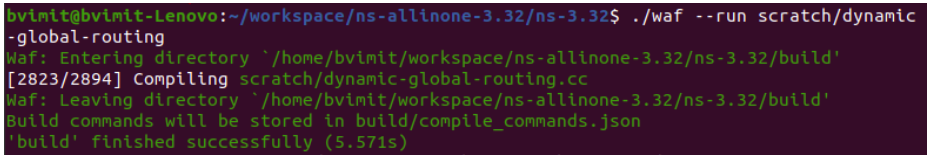 bvimit@bvimit-Lenovo:~/workspace/ns-allinone-3.32/ns-3.32$ ./waf --run scratch/dynamic
-global-routing
Waf: Entering directory `/home/bvimit/workspace/ns-allinone-3.32/ns-3.32/build'
[2823/2894] Compiling scratch/dynamic-global-routing.cc
Waf: Leaving directory `/home/bvimit/workspace/ns-allinone-3.32/ns-3.32/build'
Build commands will be stored in build/compile_commands.json
'build' finished successfully (5.571s)